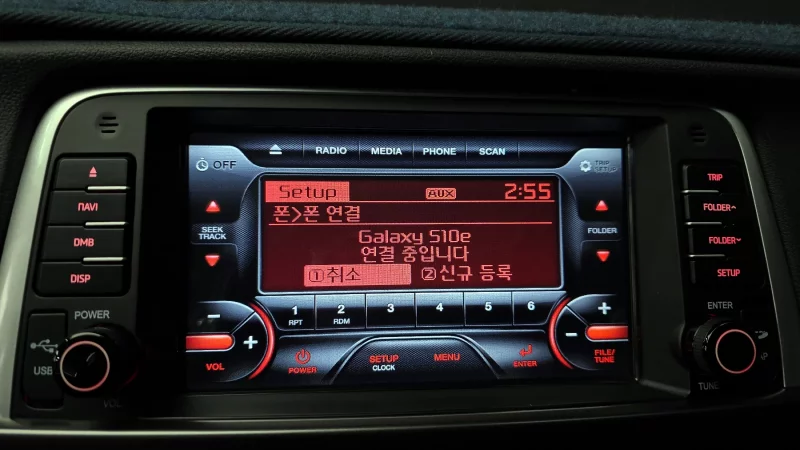 RADIO MEDIA PHONE SCAN
OFF
TRIP SETUP
Setup AUX 2:55
폰>폰 연결
Galaxy S10e
연결 중입니다
①취소 ②신규 등록
SEEK
TRACK
FOLDER
1 2 3 4 5 6
RPT RDM
VOL
POWER
SETUP
CLOCK
MENU
ENTER
FILE/
TUNE
NAVI
DMB
DISP
POWER
USB
VOL
TRIP
FOLDER
FOLDER
SETUP
ENTER
TUNE